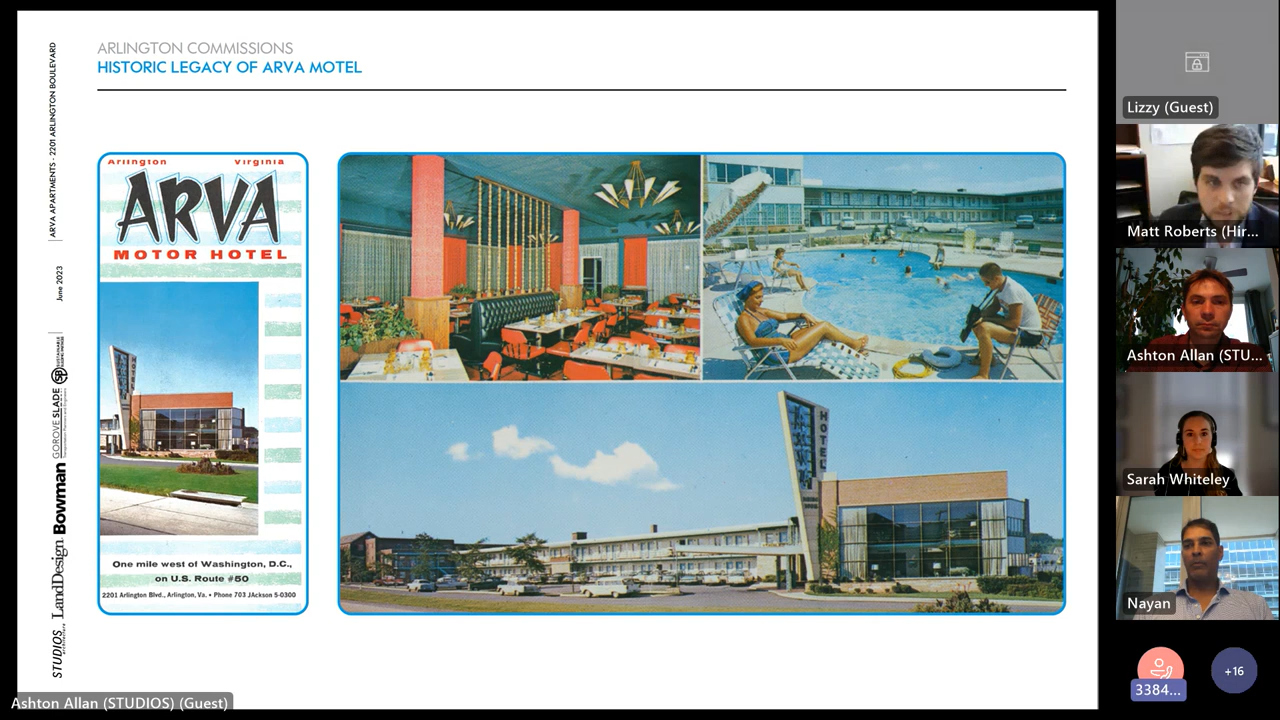 ARLINGTON COMMISSIONS
HISTORIC LEGACY OF ARVA MOTEL
ARVA APARTMENTS - 2201 ARLINGTON BOULEVARD
June 2023
GOROVE SLADE
Bowman
LandDesign
STUDIOS
architecture
Arlington Virginia
ARVA
MOTOR HOTEL
HOTEL
One mile west of Washington, D.C.,
on U.S. Route #50
2201 Arlington Blvd., Arlington, Va. • Phone 703 JAckson 5-0300
HOTEL
Lizzy (Guest)
Matt Roberts (Hir...
Ashton Allan (STU...
Sarah Whiteley
Nayan
3384...
+16
Ashton Allan (STUDIOS) (Guest)